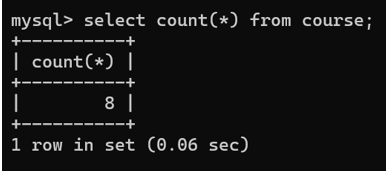 mysql> select count(*) from course;
+----------+
| count(*) |
+----------+
|        8 |
+----------+
1 row in set (0.06 sec)